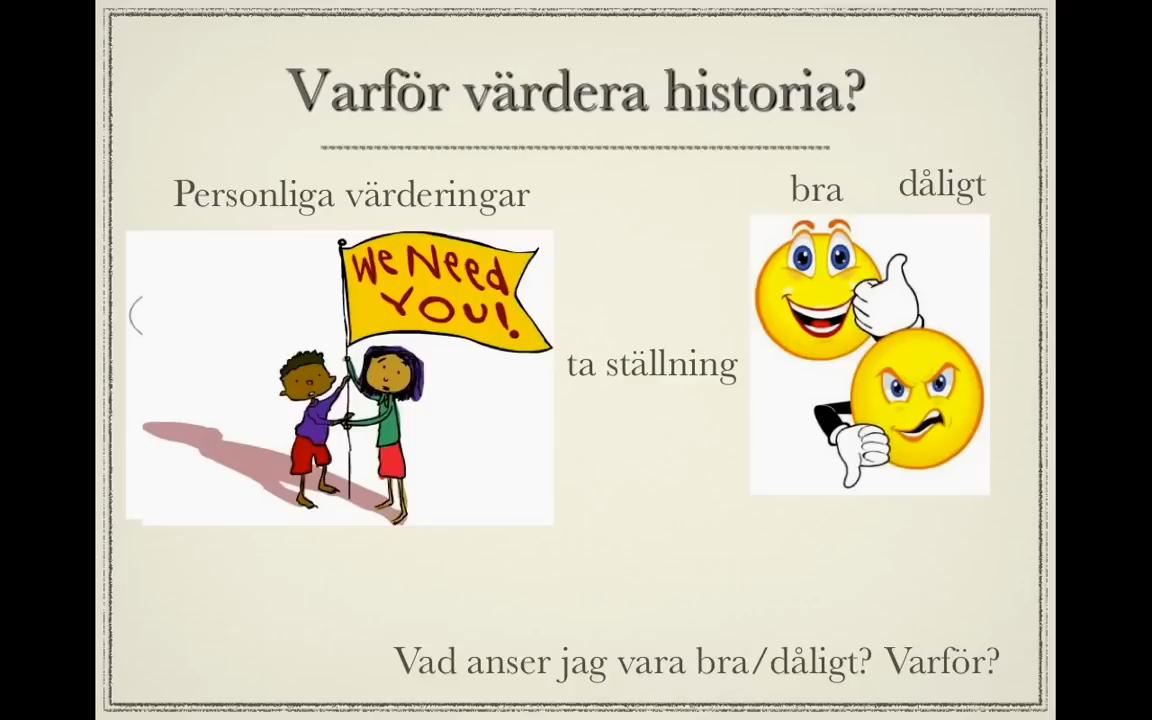 Varför värdera historia?
Personliga värderingar
bra
dåligt
We Need
YOU!
ta ställning
Vad anser jag vara bra/dåligt? Varför?